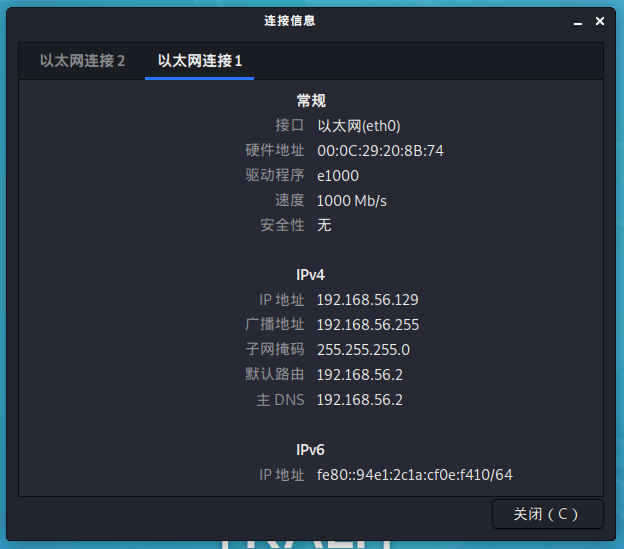 连接信息
以太网连接 2 以太网连接 1
常规
接口 以太网(eth0)
硬件地址 00:0C:29:20:8B:74
驱动程序 e1000
速度 1000 Mb/s
安全性 无
IPv4
IP 地址 192.168.56.129
广播地址 192.168.56.255
子网掩码 255.255.255.0
默认路由 192.168.56.2
主 DNS 192.168.56.2
IPv6
IP 地址 fe80::94e1:2c1a:cf0e:f410/64
关闭（C）